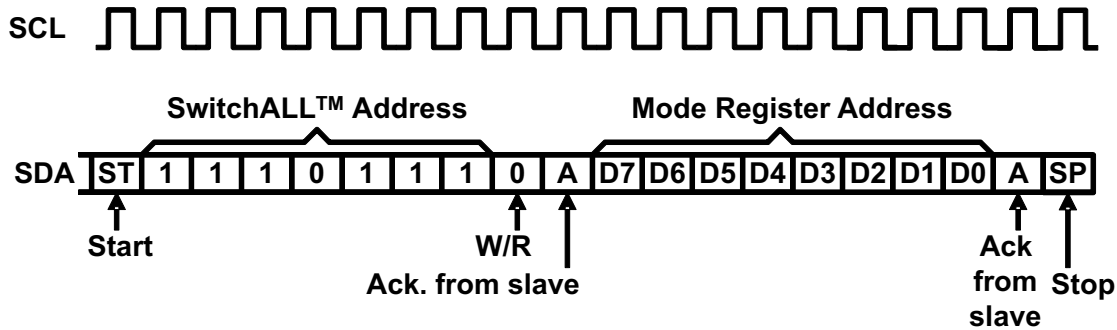 SCL
SwitchALL™ Address Mode Register Address
SDA ST 1 1 1 0 1 1 1 0 A D7 D6 D5 D4 D3 D2 D1 D0 A SP
Start W/R Ack
Ack. from slave from Stop
slave